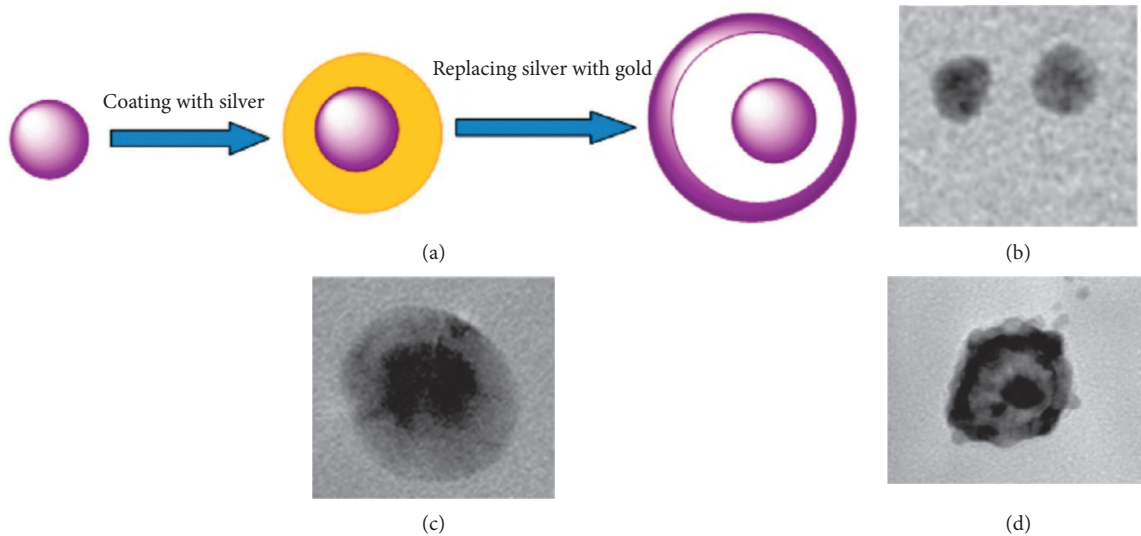 Coating with silver
Replacing silver with gold
(a)
(b)
(c)
(d)